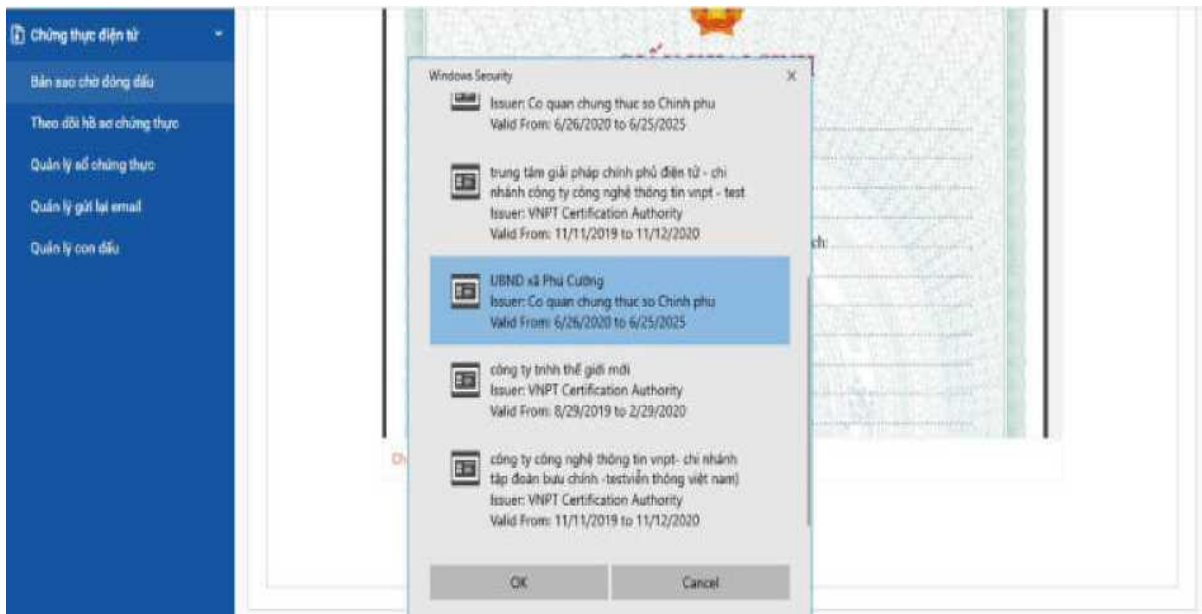 Chứng thực điện tử
Bản sao chờ đóng dấu
Theo dõi hồ sơ chứng thực
Quản lý sổ chứng thực
Quản lý gửi lại email
Quản lý con dấu
Windows Security
Issuer: Co quan chung thuc so Chinh phu
Valid From: 6/26/2020 to 6/25/2025
trung tâm giải pháp chính phủ điện tử - chi
nhánh công ty công nghệ thông tin vnpt - test
Issuer: VNPT Certification Authority
Valid From: 11/11/2019 to 11/12/2020
UBND xã Phú Cường
Issuer: Co quan chung thuc so Chinh phu
Valid From: 6/26/2020 to 6/25/2025
công ty tnhh thế giới mới
Issuer: VNPT Certification Authority
Valid From: 8/29/2019 to 2/29/2020
công ty công nghệ thông tin vnpt- chi nhánh
tập đoàn bưu chính -testviễn thông việt nam)
Issuer: VNPT Certification Authority
Valid From: 11/11/2019 to 11/12/2020
OK
Cancel
ch: